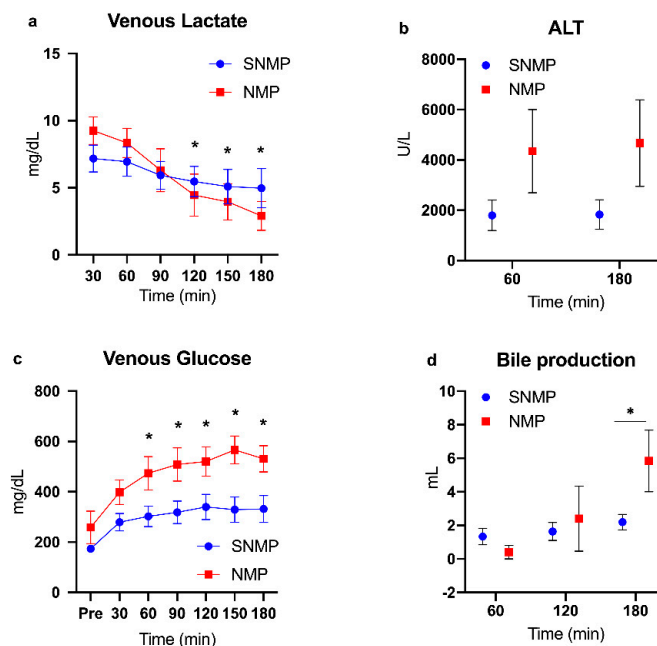 a
Venous Lactate
SNMP
NMP
mg/dL
15
10
5
0
* * *
30 60 90 120 150 180
Time (min)
b
ALT
SNMP
NMP
U/L
8000
6000
4000
2000
0
60 180
Time (min)
c
Venous Glucose
mg/dL
800
600
400
200
0
* * * * *
SNMP
NMP
Pre 30 60 90 120 150 180
Time (min)
d
Bile production
SNMP
NMP
mL
10
8
6
4
2
0
-2
*
60 120 180
Time (min)